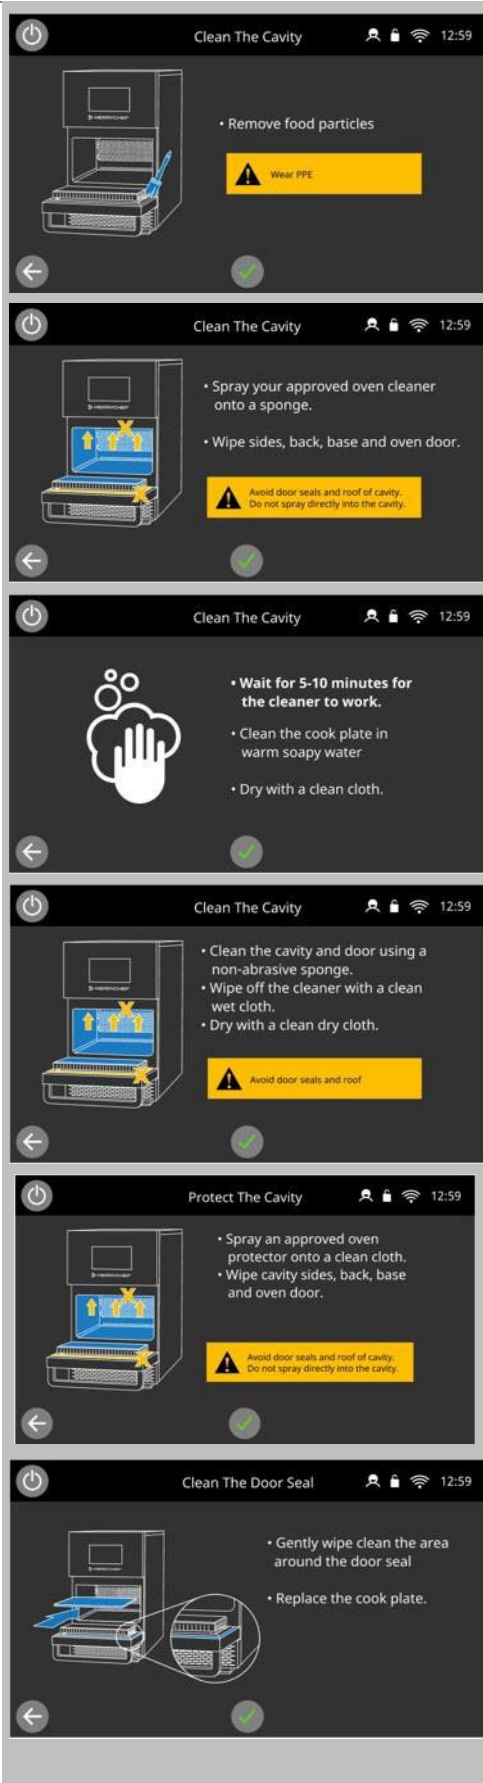 Clean The Cavity
12:59
MERRYCHEF
• Remove food particles
Wear PPE
Clean The Cavity
12:59
MERRYCHEF
• Spray your approved oven cleaner
onto a sponge.
• Wipe sides, back, base and oven door.
Avoid door seals and roof of cavity.
Do not spray directly into the cavity.
Clean The Cavity
12:59
• Wait for 5-10 minutes for
the cleaner to work.
• Clean the cook plate in
warm soapy water
• Dry with a clean cloth.
Clean The Cavity
12:59
MERRYCHEF
• Clean the cavity and door using a
non-abrasive sponge.
• Wipe off the cleaner with a clean
wet cloth.
• Dry with a clean dry cloth.
Avoid door seals and roof
Protect The Cavity
12:59
MERRYCHEF
• Spray an approved oven
protector onto a clean cloth.
• Wipe cavity sides, back, base
and oven door.
Avoid door seals and roof of cavity.
Do not spray directly into the cavity.
Clean The Door Seal
12:59
• Gently wipe clean the area
around the door seal
• Replace the cook plate.